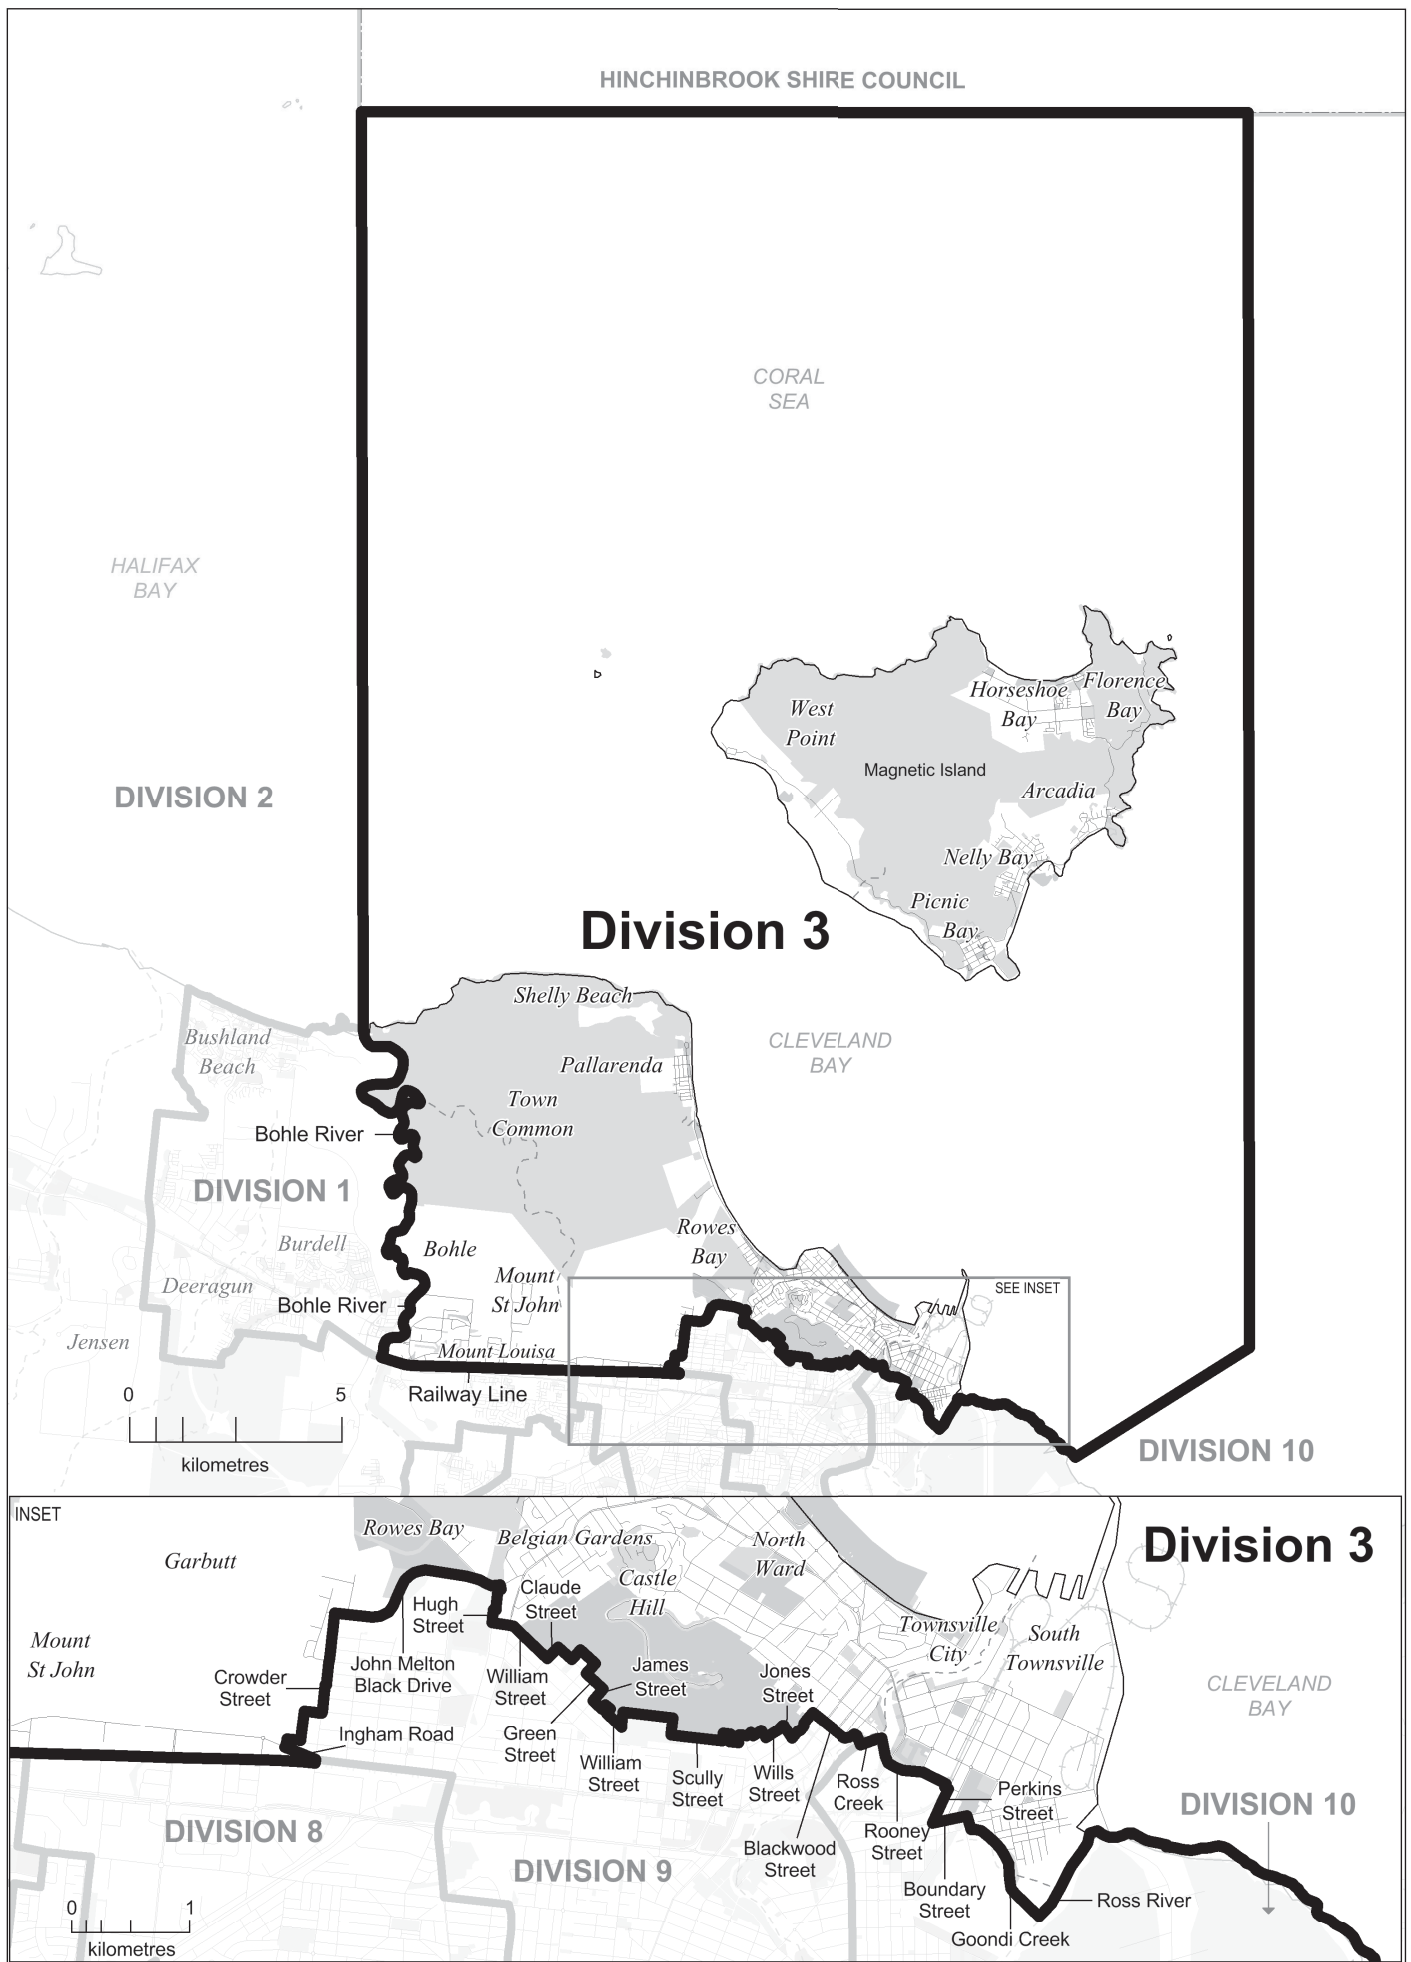 HINCHINBROOK SHIRE COUNCIL
CORAL
SEA
HALIFAX
BAY
Horseshoe
Bay
Florence
Bay
West
Point
Magnetic Island
Arcadia
DIVISION 2
Nelly Bay
Picnic
Bay
Division 3
Shelly Beach
Bushland
Beach
CLEVELAND
BAY
Pallarenda
Town
Common
Bohle River
DIVISION 1
Rowes
Bay
Burdell
Bohle
Deeragun
Mount
St John
SEE INSET
Bohle River
Jensen
Mount Louisa
Railway Line
0 5
kilometres
DIVISION 10
INSET
Division 3
Rowes Bay
Belgian Gardens
North
Ward
Garbutt
Castle
Hill
Claude
Street
Hugh
Street
Townsville
City
South
Townsville
Mount
St John
John Melton
Black Drive
William
Street
James
Street
Jones
Street
Crowder
Street
CLEVELAND
BAY
Ingham Road
Green
Street
William
Street
Scully
Street
Wills
Street
Ross
Creek
Perkins
Street
DIVISION 10
DIVISION 8
Rooney
Street
Blackwood
Street
DIVISION 9
Boundary
Street
Ross River
Goondi Creek
0 1
kilometres